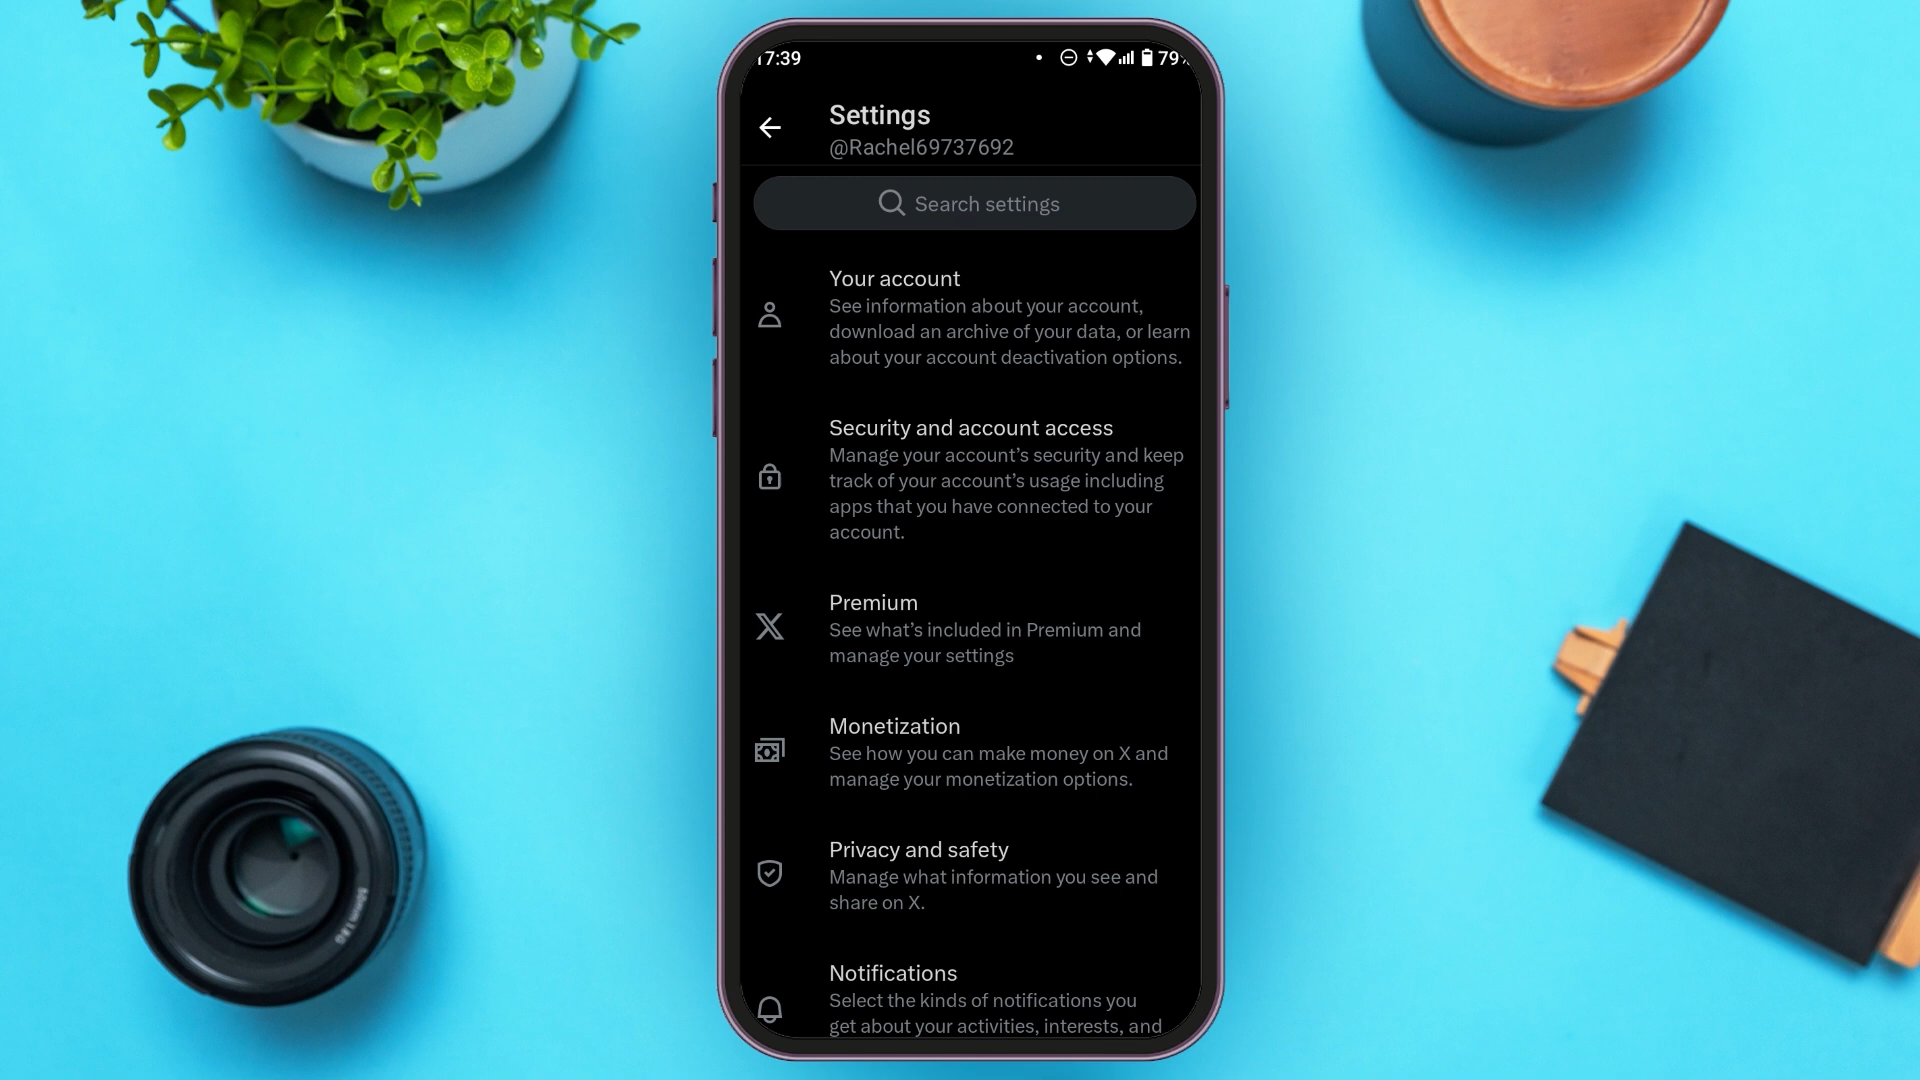 17:39
79%
Settings
@Rachel69737692
Search settings
Your account
See information about your account,
download an archive of your data, or learn
about your account deactivation options.
Security and account access
Manage your account’s security and keep
track of your account’s usage including
apps that you have connected to your
account.
Premium
See what’s included in Premium and
manage your settings
Monetization
See how you can make money on X and
manage your monetization options.
Privacy and safety
Manage what information you see and
share on X.
Notifications
Select the kinds of notifications you
get about your activities, interests, and